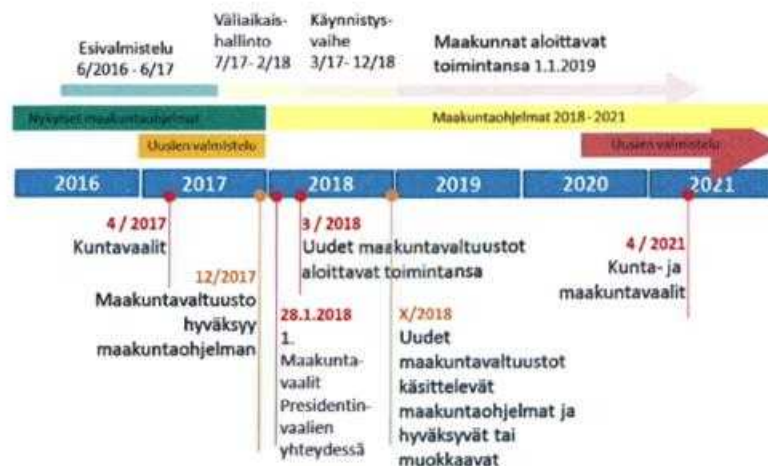 Esivalmistelu
6/2016 - 6/17
Väliaikais-
hallinto
7/17- 2/18
Käynnistys-
vaihe
3/17- 12/18
Maakunnat aloittavat
toimintansa 1.1.2019
Nykyiset maakuntaohjelmat
Maakuntaohjelmat 2018 - 2021
Uusien valmistelu
Uusien valmistelu
2016
2017
2018
2019
2020
2021
4 / 2017
Kuntavaalit
12/2017
Maakuntavaltuusto
hyväksyy
maakuntaohjelman
28.1.2018
1.
Maakunta-
vaalit
Presidentin-
vaalien
yhteydessä
3 / 2018
Uudet maakuntavaltuustot
aloittavat toimintansa
X/2018
Uudet
maakuntavaltuustot
käsittelevät
maakuntaohjelmat ja
hyväksyvät tai
muokkaavat
4 / 2021
Kunta- ja
maakuntavaalit